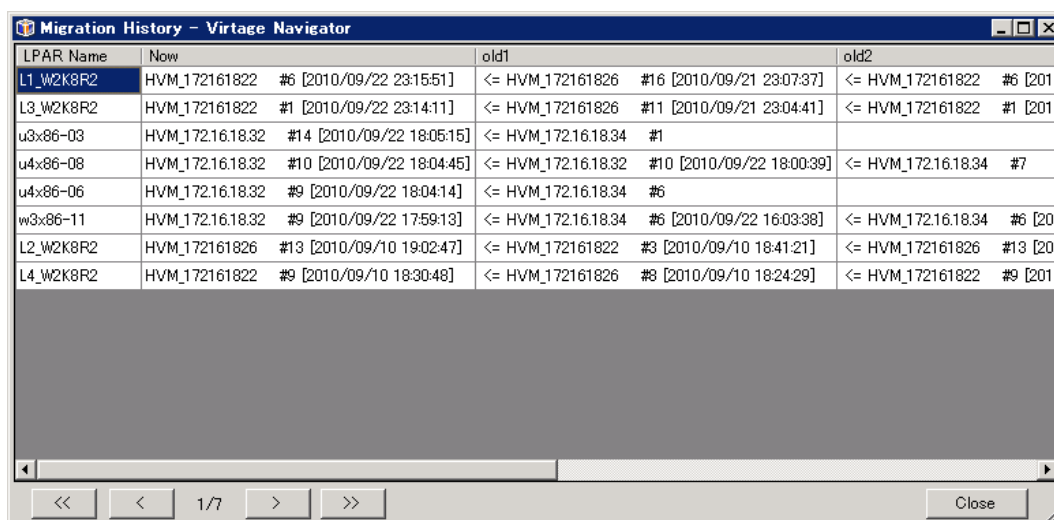 Migration History - Virtage Navigator
LPAR Name Now old1 old2
L1_W2K8R2 HVM_172161822 #6 [2010/09/22 23:15:51] <= HVM_172161826 #16 [2010/09/21 23:07:37] <= HVM_172161822 #6 [201
L3_W2K8R2 HVM_172161822 #1 [2010/09/22 23:14:11] <= HVM_172161826 #11 [2010/09/21 23:04:41] <= HVM_172161822 #1 [201
u3x86-03 HVM_172.16.18.32 #14 [2010/09/22 18:05:15] <= HVM_172.16.18.34 #1
u4x86-08 HVM_172.16.18.32 #10 [2010/09/22 18:04:45] <= HVM_172.16.18.32 #10 [2010/09/22 18:00:39] <= HVM_172.16.18.34 #7
u4x86-06 HVM_172.16.18.32 #9 [2010/09/22 18:04:14] <= HVM_172.16.18.34 #6
w3x86-11 HVM_172.16.18.32 #9 [2010/09/22 17:59:13] <= HVM_172.16.18.34 #6 [2010/09/22 16:03:38] <= HVM_172.16.18.34 #6 [20
L2_W2K8R2 HVM_172161826 #13 [2010/09/10 19:02:47] <= HVM_172161822 #3 [2010/09/10 18:41:21] <= HVM_172161826 #13 [20
L4_W2K8R2 HVM_172161822 #9 [2010/09/10 18:30:48] <= HVM_172161826 #8 [2010/09/10 18:24:29] <= HVM_172161822 #9 [201
<< < 1/7 > >> Close